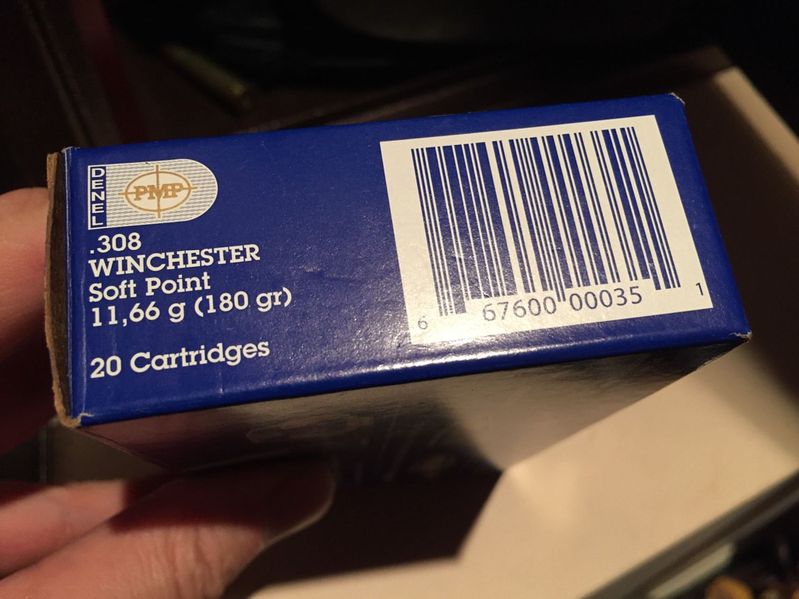 DENEL
PMP
.308
WINCHESTER
Soft Point
11,66 g (180 gr)
20 Cartridges
6 67600 00035 1